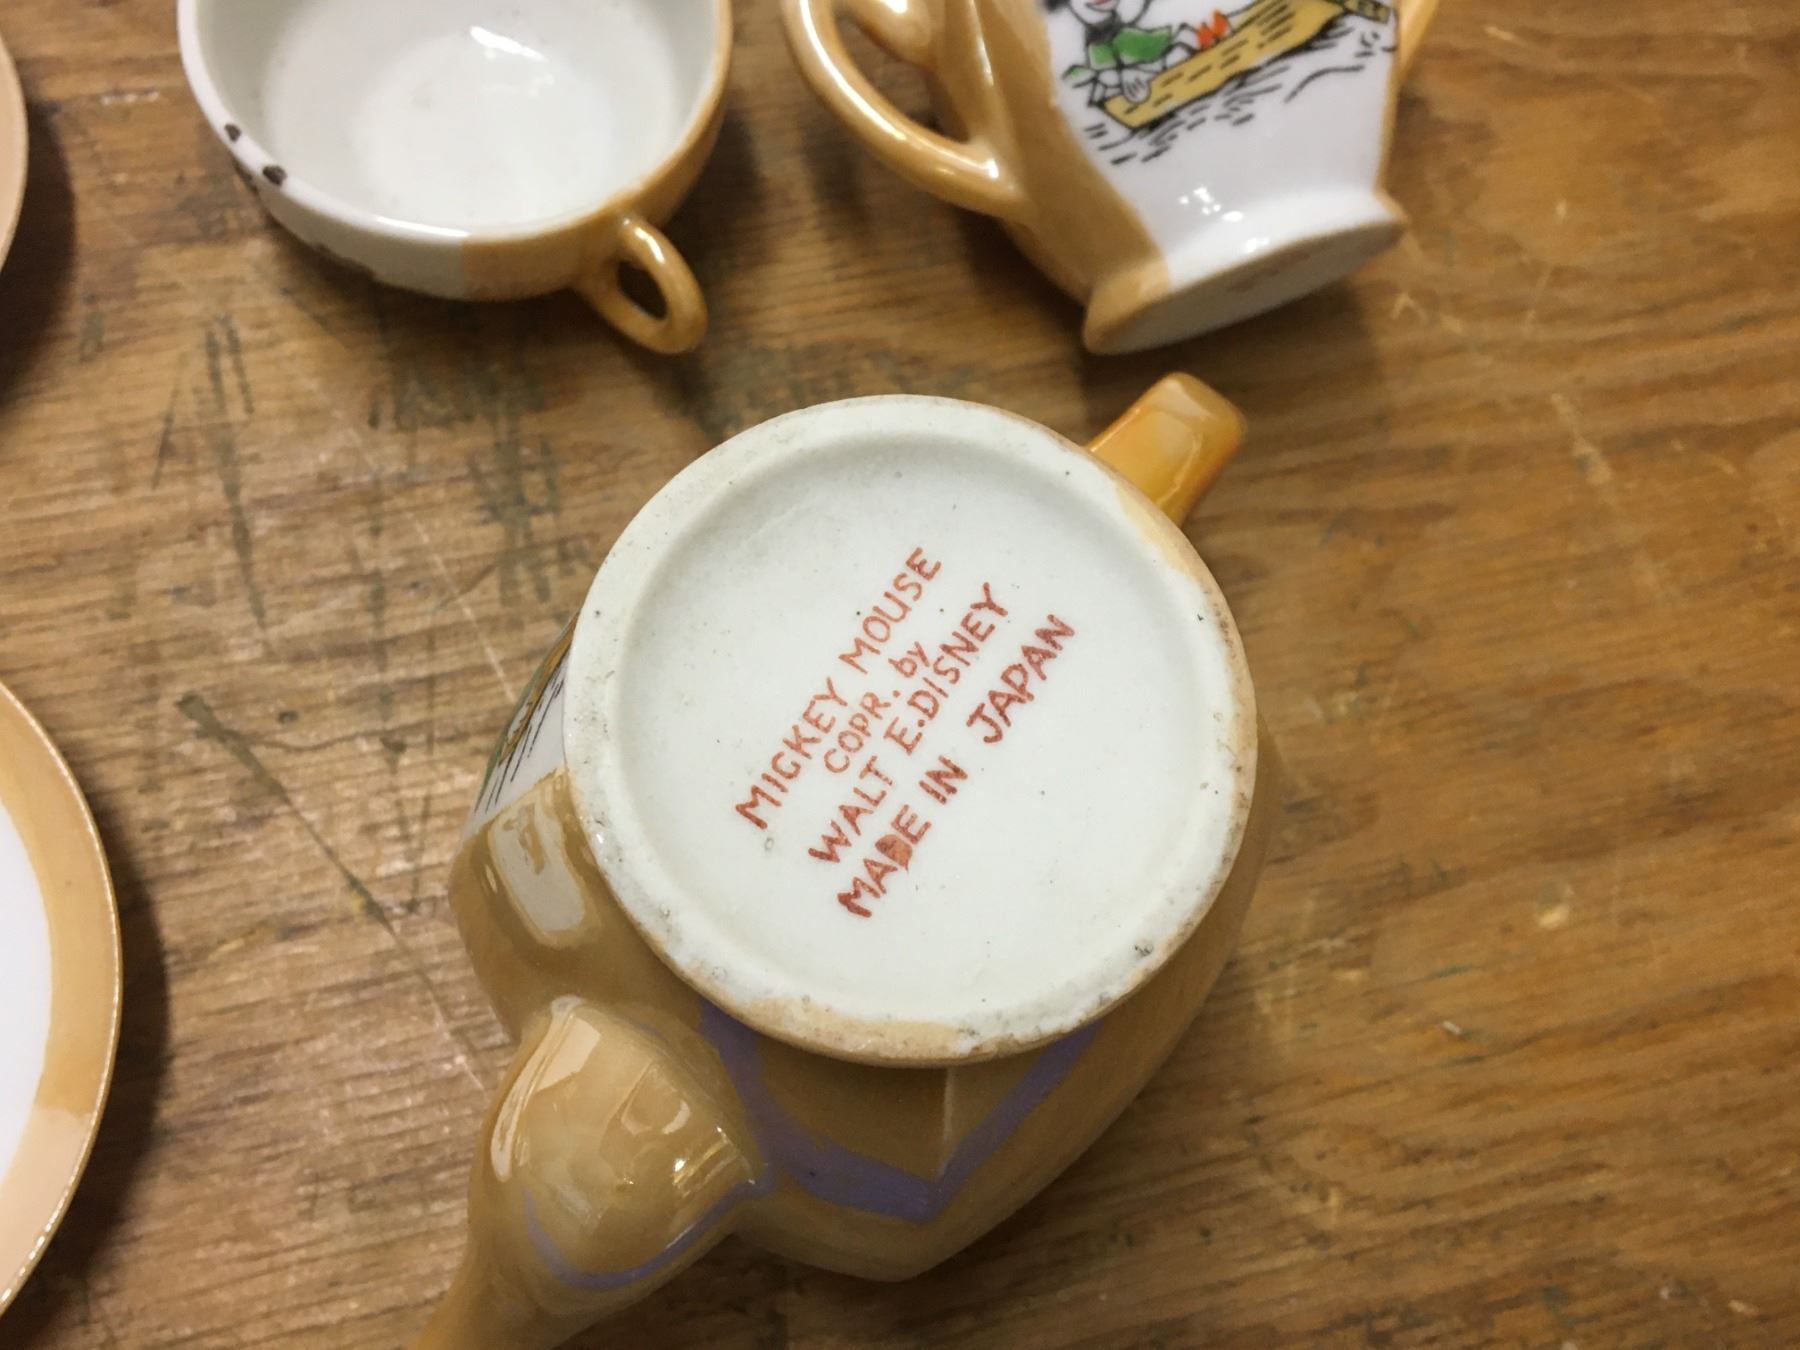 MICKEY MOUSE
COPR. by
WALT E. DISNEY
MADE IN JAPAN